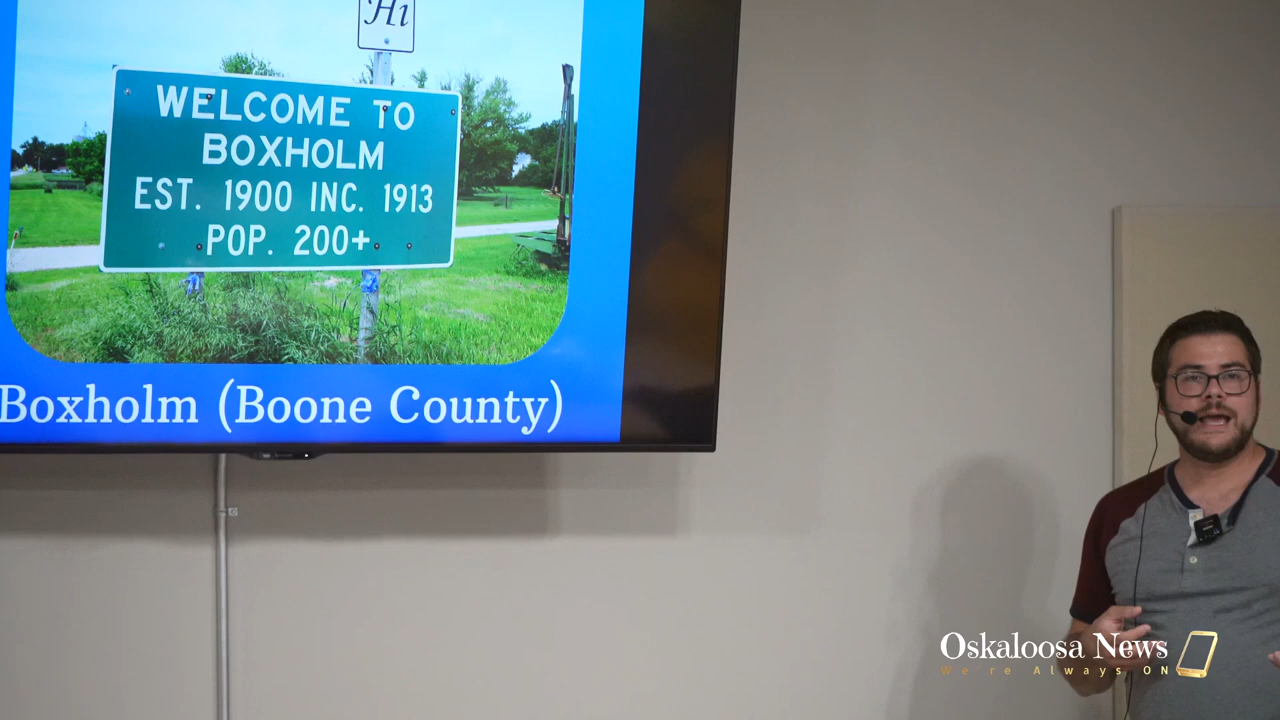 Hi
WELCOME TO
BOXHOLM
EST. 1900 INC. 1913
POP. 200+
Boxholm (Boone County)
Oskaloosa News
We're Always ON